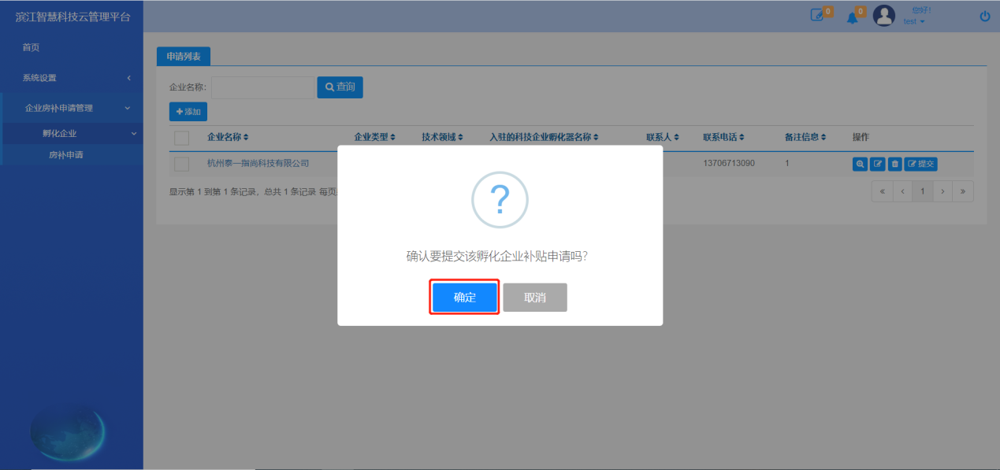 滨江智慧科技云管理平台
0
0
您好!
test
首页
系统设置
企业房补申请管理
孵化企业
房补申请
申请列表
企业名称:
查询
添加
企业名称 企业类型 技术领域 入驻的科技企业孵化器名称 联系人 联系电话 备注信息 操作
杭州泰一指尚科技有限公司 13706713090 1 提交
显示第 1 到第 1 条记录，总共 1 条记录 每页
« ‹ 1 › »
?
确认要提交该孵化企业补贴申请吗?
确定 取消